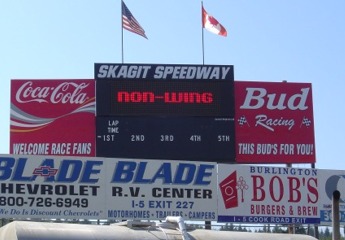 SKAGIT SPEEDWAY
NON-WING
Coca-Cola
WELCOME RACE FANS
LAP
TIME
1ST 2ND 3RD 4TH 5TH
Bud
Racing
THIS BUD'S FOR YOU!
BLADE
CHEVROLET
800-726-6949
We Is Discount Chevrolets
BLADE
R.V. CENTER
I-5 EXIT 227
MOTORHOMES - TRAILERS - CAMPERS
BURLINGTON
BOB'S
BURGERS & BREW
I-5 COOK ROAD EXIT